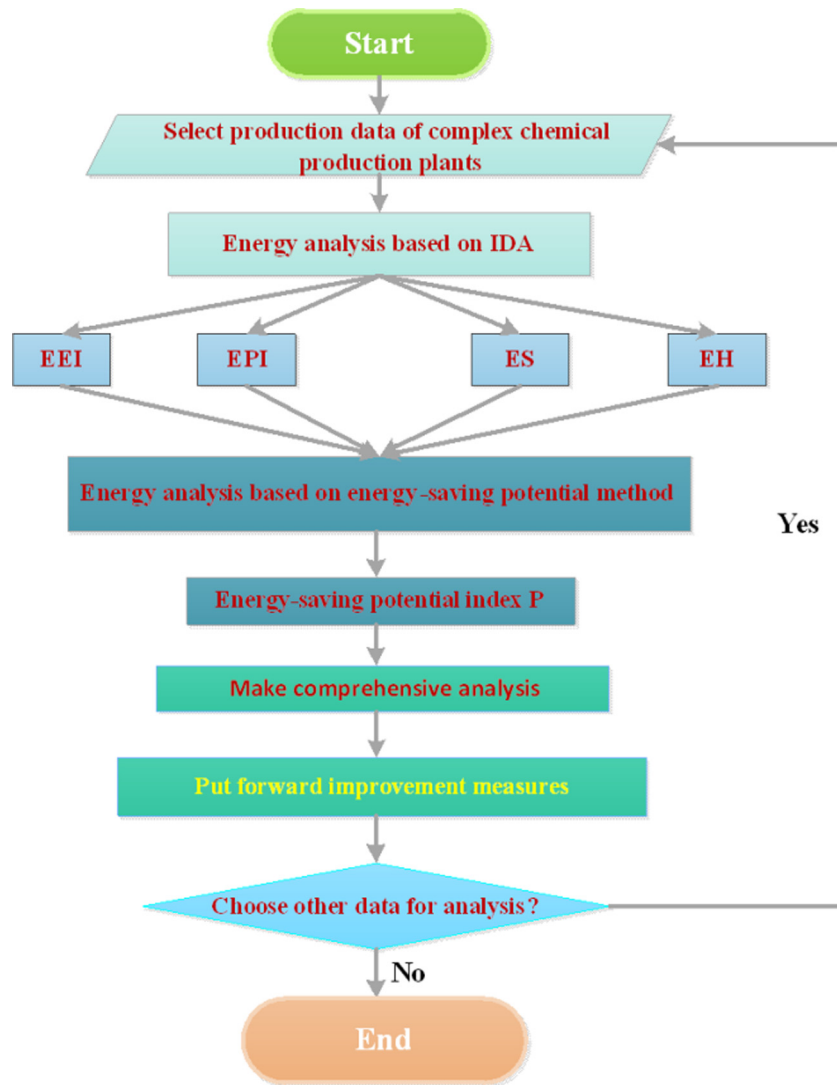 Start
Select production data of complex chemical
production plants
Energy analysis based on IDA
EEI
EPI
ES
EH
Energy analysis based on energy-saving potential method
Yes
Energy-saving potential index P
Make comprehensive analysis
Put forward improvement measures
Choose other data for analysis?
No
End